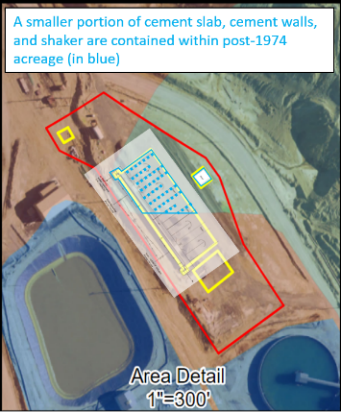 A smaller portion of cement slab, cement walls,
and shaker are contained within post-1974
acreage (in blue)
Area Detail
1"=300'